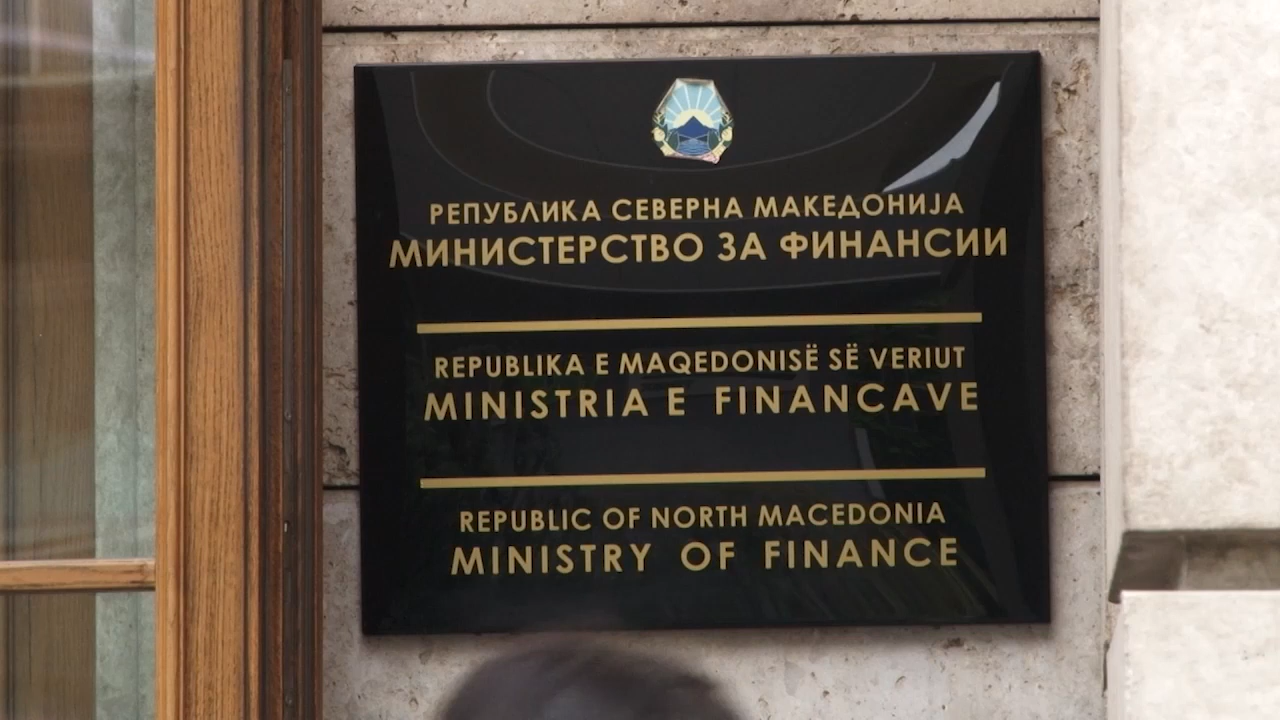 РЕПУБЛИКА СЕВЕРНА МАКЕДОНИЈА
МИНИСТЕРСТВО ЗА ФИНАНСИИ
REPUBLIKA E MAQEDONISË SË VERIUT
MINISTRIA E FINANCAVE
REPUBLIC OF NORTH MACEDONIA
MINISTRY OF FINANCE